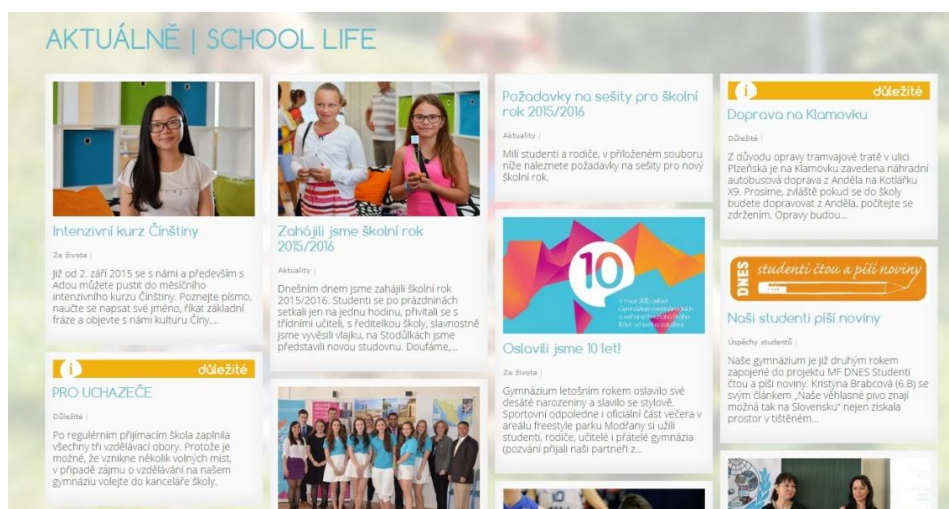 AKTUÁLNĚ | SCHOOL LIFE
Intenzivní kurz Čínštiny
Ze života |
Již od 2. září 2015 se s námi a především s
Adou můžete pustit do měsíčního
intenzivního kurzu Čínštiny. Poznejte písmo,
naučte se napsat své jméno, říkat základní
fráze a objevte s námi kulturu Číny....
i důležité
PRO UCHAZEČE
Důležité |
Po regulérním přijímacím škola zaplnila
všechny tři vzdělávací obory. Protože je
možné, že vznikne několik volných míst,
v případě zájmu o vzdělávání na našem
gymnáziu volejte do kanceláře školy.
Zahájili jsme školní rok
2015/2016
Aktuality |
Dnešním dnem jsme zahájili školní rok
2015/2016. Studenti se po prázdninách
setkali jen na jednu hodinu, přivítali se s
třídními učiteli, s ředitelkou školy, slavnostně
jsme vyvěsili vlajku, na Stodůlkách jsme
představili novou studovnu. Doufáme,...
Požadavky na sešity pro školní
rok 2015/2016
Aktuality |
Milí studenti a rodiče, v přiloženém souboru
níže naleznete požadavky na sešity pro nový
školní rok.
10
V roce 2015 oslaví
Gymnázium mezinárodních
a veřejných vztahů Praha
Oslavili jsme 10 let!
Ze života |
Gymnázium letošním rokem oslavilo své
desáté narozeniny a slavilo se stylově.
Sportovní odpoledne i oficiální část večera v
areálu freestyle parku Modřany si užili
studenti, rodiče, učitelé i přátelé gymnázia
(pozvání přijali naši partneři z...
i důležité
Doprava na Klamovku
Důležité |
Z důvodu opravy tramvajové tratě v ulici
Plzeňská je na Klamovku zavedena náhradní
autobusová doprava z Anděla na Kotlářku
X9. Prosíme, zvláště pokud se do školy
budete dopravovat z Anděla, počítejte se
zdržením. Opravy budou...
DNES studenti čtou a píší noviny
Naši studenti píší noviny
Úspěchy studentů |
Naše gymnázium je již druhým rokem
zapojené do projektu MF DNES Studenti
čtou a píší noviny. Kristýna Brabcová (6.B) se
svým článkem „Naše věhlasné pivo znají
možná tak na Slovensku" nejen získala
prostor v tištěném...